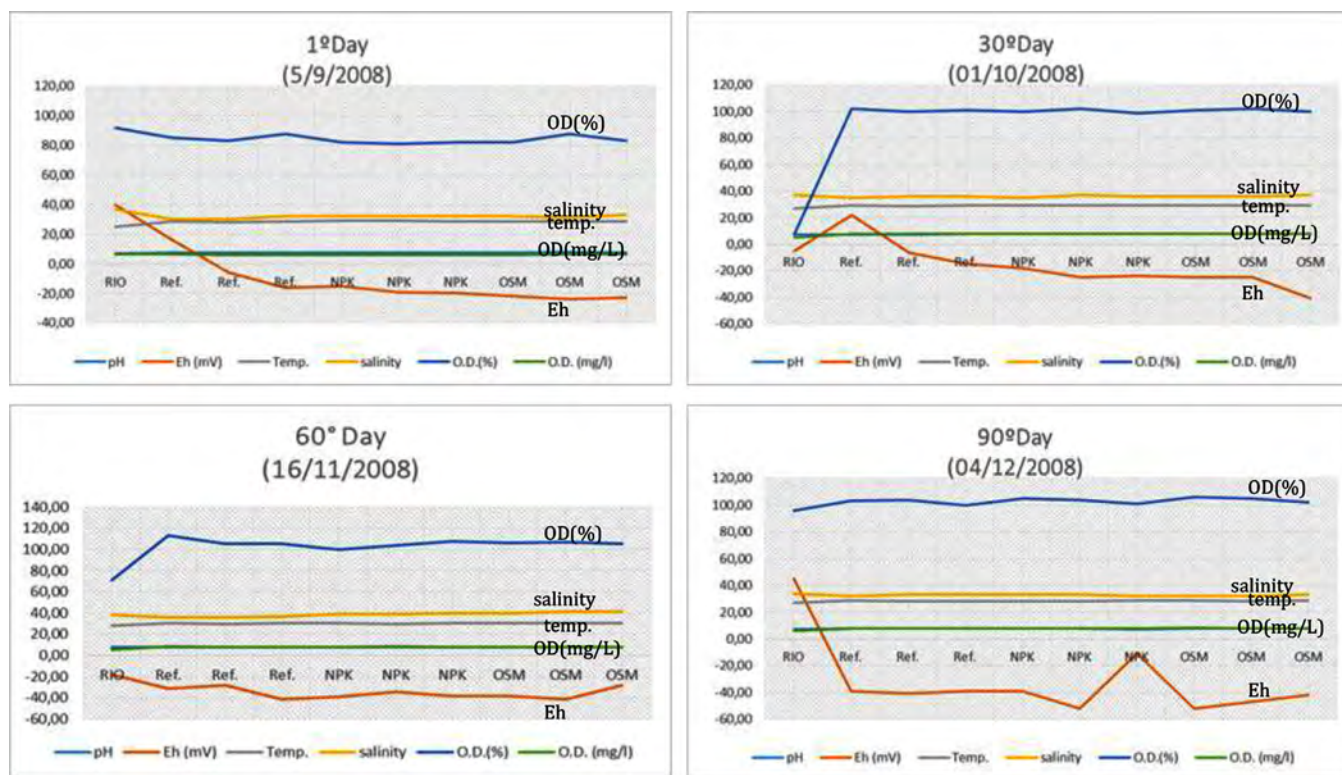 1ºDay
(5/9/2008)
120,00
100,00
80,00
60,00
40,00
20,00
0,00
-20,00
-40,00
OD(%)
salinity
temp.
OD(mg/L)
RIO Ref. Ref. Ref. NPK NPK NPK OSM OSM OSM
Eh
pH Eh (mV) Temp. salinity O.D.(%) O.D. (mg/l)
30ºDay
(01/10/2008)
120,00
100,00
80,00
60,00
40,00
20,00
0,00
-20,00
-40,00
-60,00
OD(%)
salinity
temp.
OD(mg/L)
RIO Ref. Ref. Ref. NPK NPK NPK OSM OSM OSM
Eh
pH Eh (mV) Temp. salinity O.D.(%) O.D. (mg/l)
60° Day
(16/11/2008)
140,00
120,00
100,00
80,00
60,00
40,00
20,00
0,00
-20,00
-40,00
-60,00
OD(%)
salinity
temp.
OD(mg/L)
RIO Ref. Ref. Ref. NPK NPK NPK OSM OSM OSM
Eh
pH Eh (mV) Temp. salinity O.D.(%) O.D. (mg/l)
90ºDay
(04/12/2008)
120,00
100,00
80,00
60,00
40,00
20,00
0,00
-20,00
-40,00
-60,00
OD(%)
salinity
temp.
OD(mg/L)
RIO Ref. Ref. Ref. NPK NPK NPK OSM OSM OSM
Eh
pH Eh (mV) Temp. salinity O.D.(%) O.D. (mg/l)